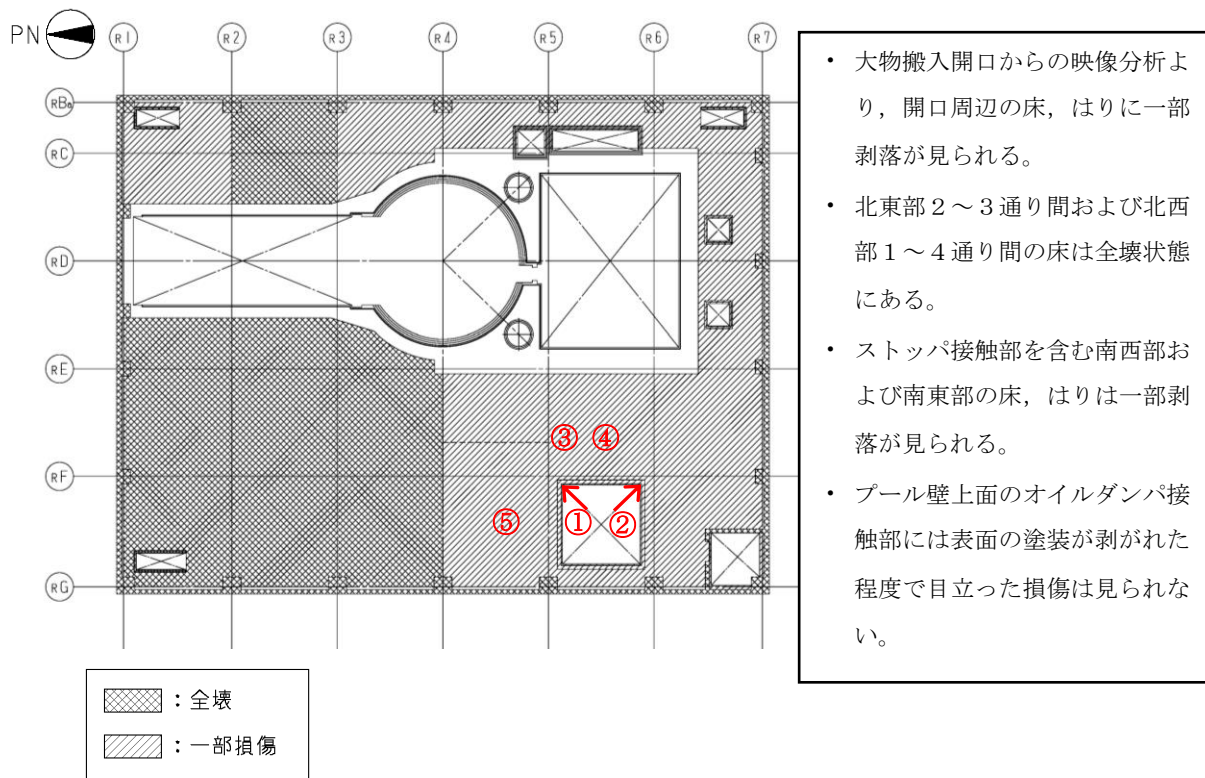 PN
R1 R2 R3 R4 R5 R6 R7
RBa
RC
RD
RE
RF
RG
③ ④
⑤ ① ②
：全壊
：一部損傷
・ 大物搬入開口からの映像分析よ
り，開口周辺の床，はりに一部
剥落が見られる。
・ 北東部２～３通り間および北西
部１～４通り間の床は全壊状態
にある。
・ ストッパ接触部を含む南西部お
よび南東部の床，はりは一部剥
落が見られる。
・ プール壁上面のオイルダンパ接
触部には表面の塗装が剥がれた
程度で目立った損傷は見られな
い。